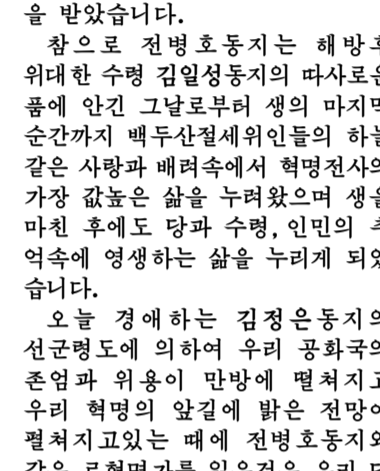 을 받았습니다.
참으로 전병호동지는 해방후
위대한 수령 김일성동지의 따사로운
품에 안긴 그날로부터 생의 마지막
순간까지 백두산절세위인들의 하늘
같은 사랑과 배려속에서 혁명전사의
가장 값높은 삶을 누려왔으며 생을
마친 후에도 당과 수령, 인민의
억속에 영생하는 삶을 누리게 되였
습니다.
오늘 경애하는 김정은동지의
선군령도에 의하여 우리 공화국의
존엄과 위용이 만방에 떨쳐지고
우리 혁명의 앞길에 밝은 전망이
펼쳐지고있는 때에 전병호동지와